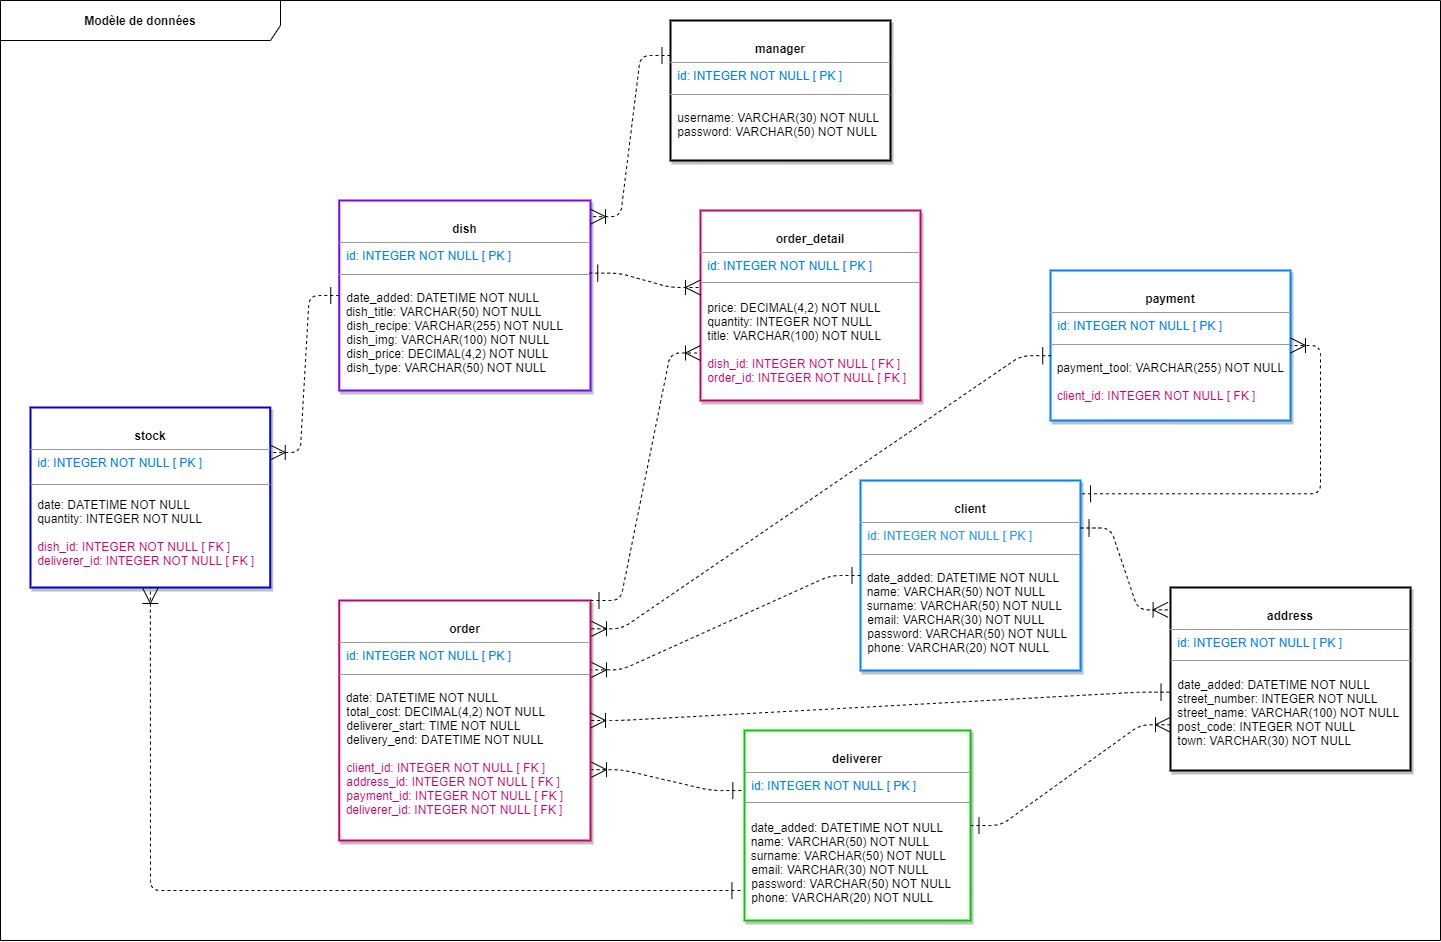 Modèle de données
manager
id: INTEGER NOT NULL [ PK ]
username: VARCHAR(30) NOT NULL
password: VARCHAR(50) NOT NULL
dish
id: INTEGER NOT NULL [ PK ]
date_added: DATETIME NOT NULL
dish_title: VARCHAR(50) NOT NULL
dish_recipe: VARCHAR(255) NOT NULL
dish_img: VARCHAR(100) NOT NULL
dish_price: DECIMAL(4,2) NOT NULL
dish_type: VARCHAR(50) NOT NULL
order_detail
id: INTEGER NOT NULL [ PK ]
price: DECIMAL(4,2) NOT NULL
quantity: INTEGER NOT NULL
title: VARCHAR(100) NOT NULL
dish_id: INTEGER NOT NULL [ FK ]
order_id: INTEGER NOT NULL [ FK ]
payment
id: INTEGER NOT NULL [ PK ]
payment_tool: VARCHAR(255) NOT NULL
client_id: INTEGER NOT NULL [ FK ]
stock
id: INTEGER NOT NULL [ PK ]
date: DATETIME NOT NULL
quantity: INTEGER NOT NULL
dish_id: INTEGER NOT NULL [ FK ]
deliverer_id: INTEGER NOT NULL [ FK ]
client
id: INTEGER NOT NULL [ PK ]
date_added: DATETIME NOT NULL
name: VARCHAR(50) NOT NULL
surname: VARCHAR(50) NOT NULL
email: VARCHAR(30) NOT NULL
password: VARCHAR(50) NOT NULL
phone: VARCHAR(20) NOT NULL
address
id: INTEGER NOT NULL [ PK ]
date_added: DATETIME NOT NULL
street_number: INTEGER NOT NULL
street_name: VARCHAR(100) NOT NULL
post_code: INTEGER NOT NULL
town: VARCHAR(30) NOT NULL
order
id: INTEGER NOT NULL [ PK ]
date: DATETIME NOT NULL
total_cost: DECIMAL(4,2) NOT NULL
deliverer_start: TIME NOT NULL
delivery_end: DATETIME NOT NULL
client_id: INTEGER NOT NULL [ FK ]
address_id: INTEGER NOT NULL [ FK ]
payment_id: INTEGER NOT NULL [ FK ]
deliverer_id: INTEGER NOT NULL [ FK ]
deliverer
id: INTEGER NOT NULL [ PK ]
date_added: DATETIME NOT NULL
name: VARCHAR(50) NOT NULL
surname: VARCHAR(50) NOT NULL
email: VARCHAR(30) NOT NULL
password: VARCHAR(50) NOT NULL
phone: VARCHAR(20) NOT NULL